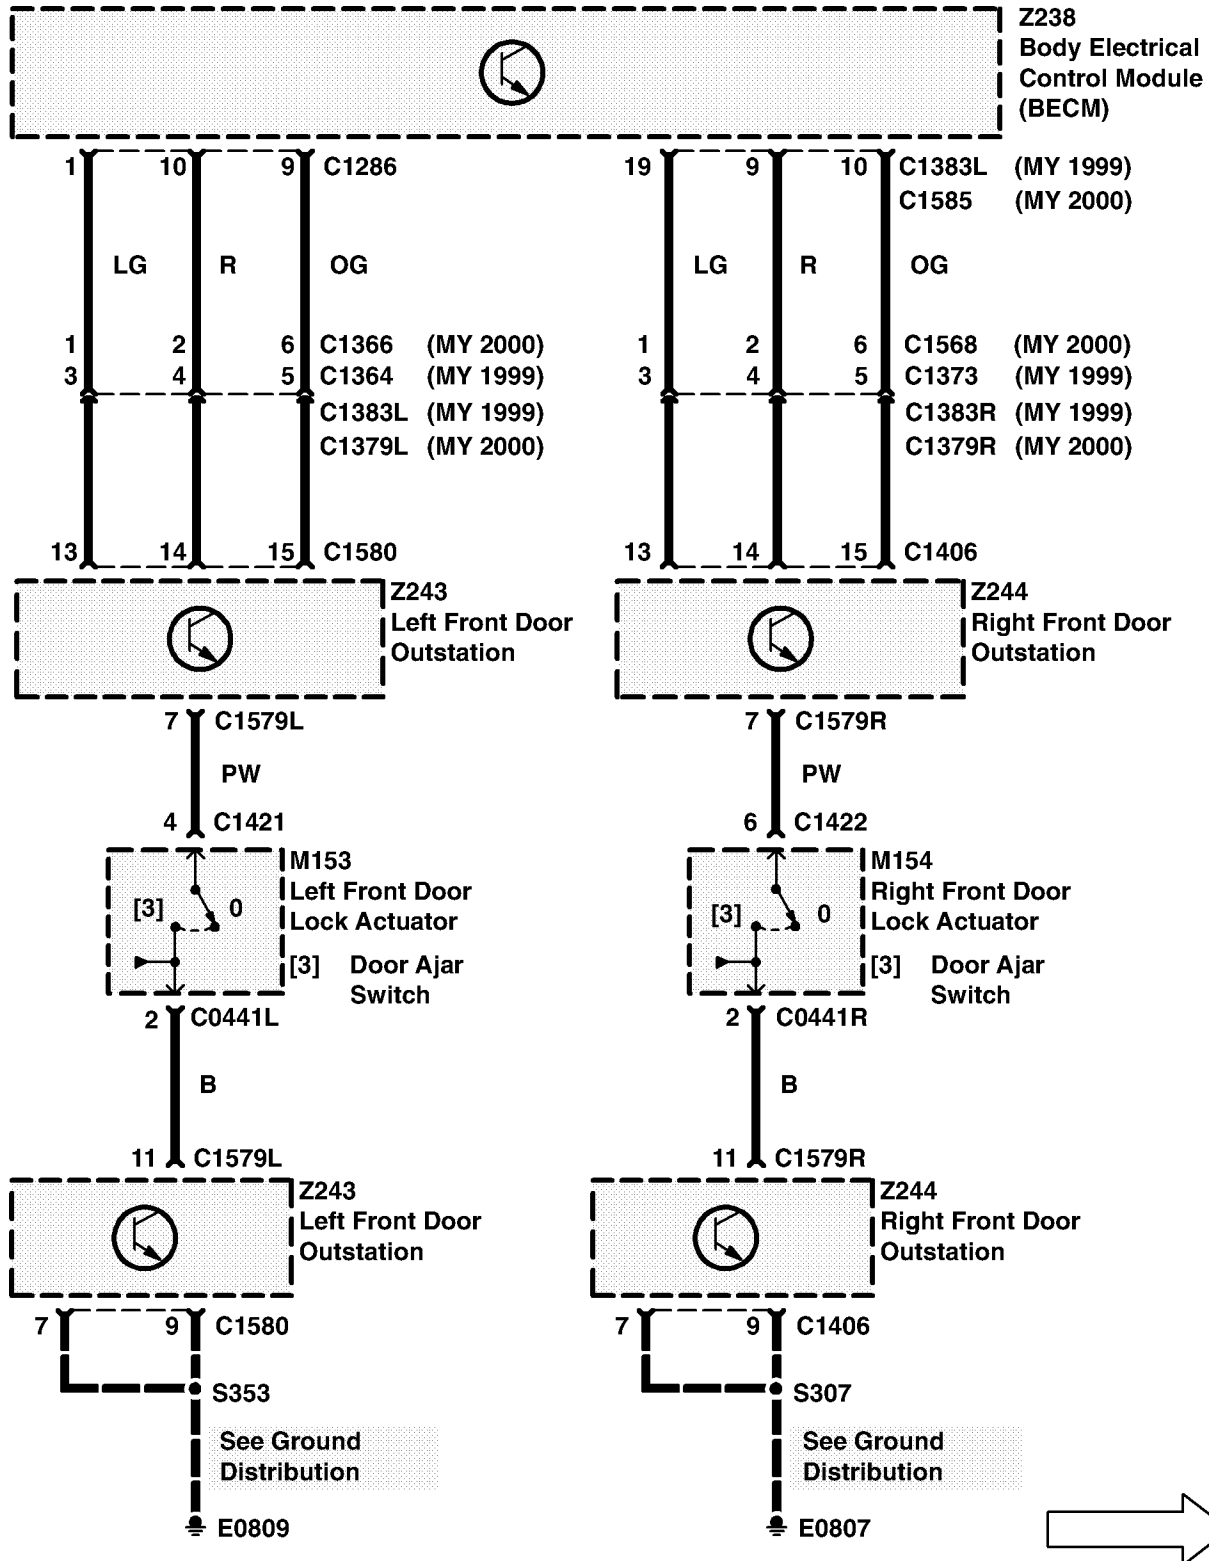 Z238
Body Electrical
Control Module
(BECM)
1 10 9 C1286 19 9 10 C1383L (MY 1999)
C1585 (MY 2000)
LG R OG LG R OG
1 2 6 C1366 (MY 2000) 1 2 6 C1568 (MY 2000)
3 4 5 C1364 (MY 1999) 3 4 5 C1373 (MY 1999)
C1383L (MY 1999) C1383R (MY 1999)
C1379L (MY 2000) C1379R (MY 2000)
13 14 15 C1580 13 14 15 C1406
Z243 Z244
Left Front Door Right Front Door
Outstation Outstation
7 C1579L 7 C1579R
PW PW
4 C1421 6 C1422
M153 M154
Left Front Door Right Front Door
[3] 0 Lock Actuator [3] 0 Lock Actuator
[3] Door Ajar [3] Door Ajar
Switch Switch
2 C0441L 2 C0441R
B B
11 C1579L 11 C1579R
Z243 Z244
Left Front Door Right Front Door
Outstation Outstation
7 9 C1580 7 9 C1406
S353 S307
See Ground See Ground
Distribution Distribution
E0809 E0807